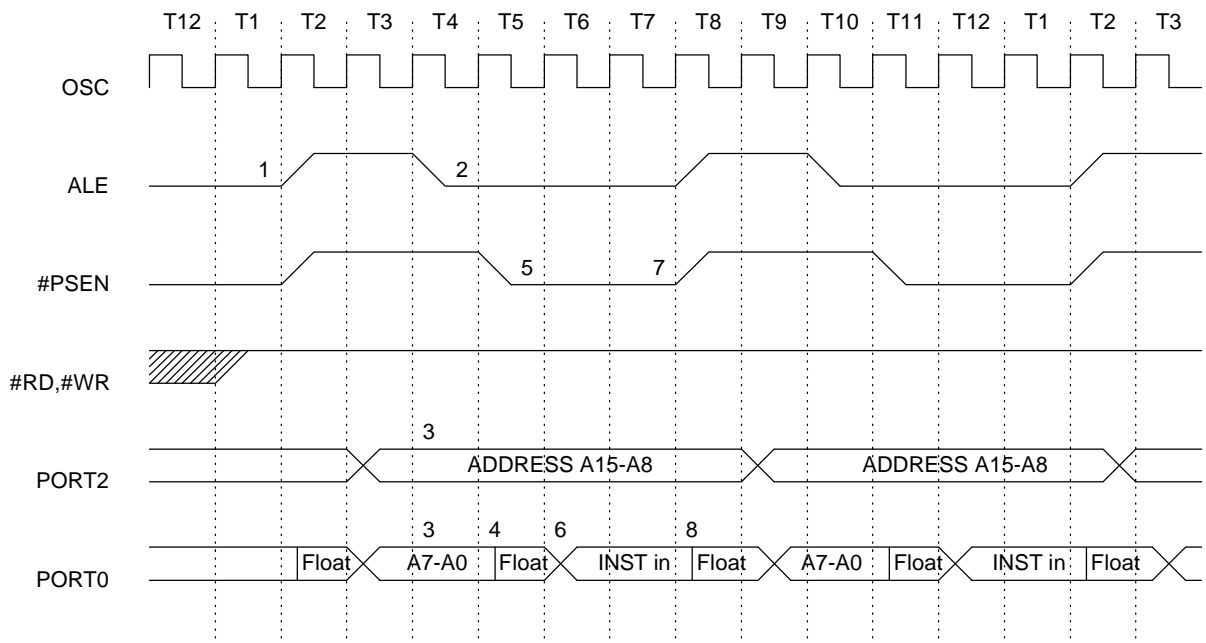 T12 T1 T2 T3 T4 T5 T6 T7 T8 T9 T10 T11 T12 T1 T2 T3
OSC
1 2
ALE
5 7
#PSEN
#RD,#WR
3
ADDRESS A15-A8 ADDRESS A15-A8
PORT2
3 4 6 8
Float A7-A0 Float INST in Float A7-A0 Float INST in Float
PORT0